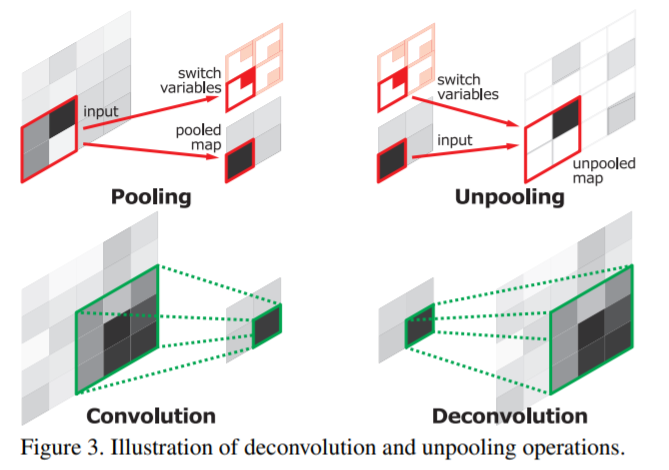 switch
variables
input
pooled
map
Pooling
switch
variables
input
unpooled
map
Unpooling
Convolution
Deconvolution
Figure 3. Illustration of deconvolution and unpooling operations.